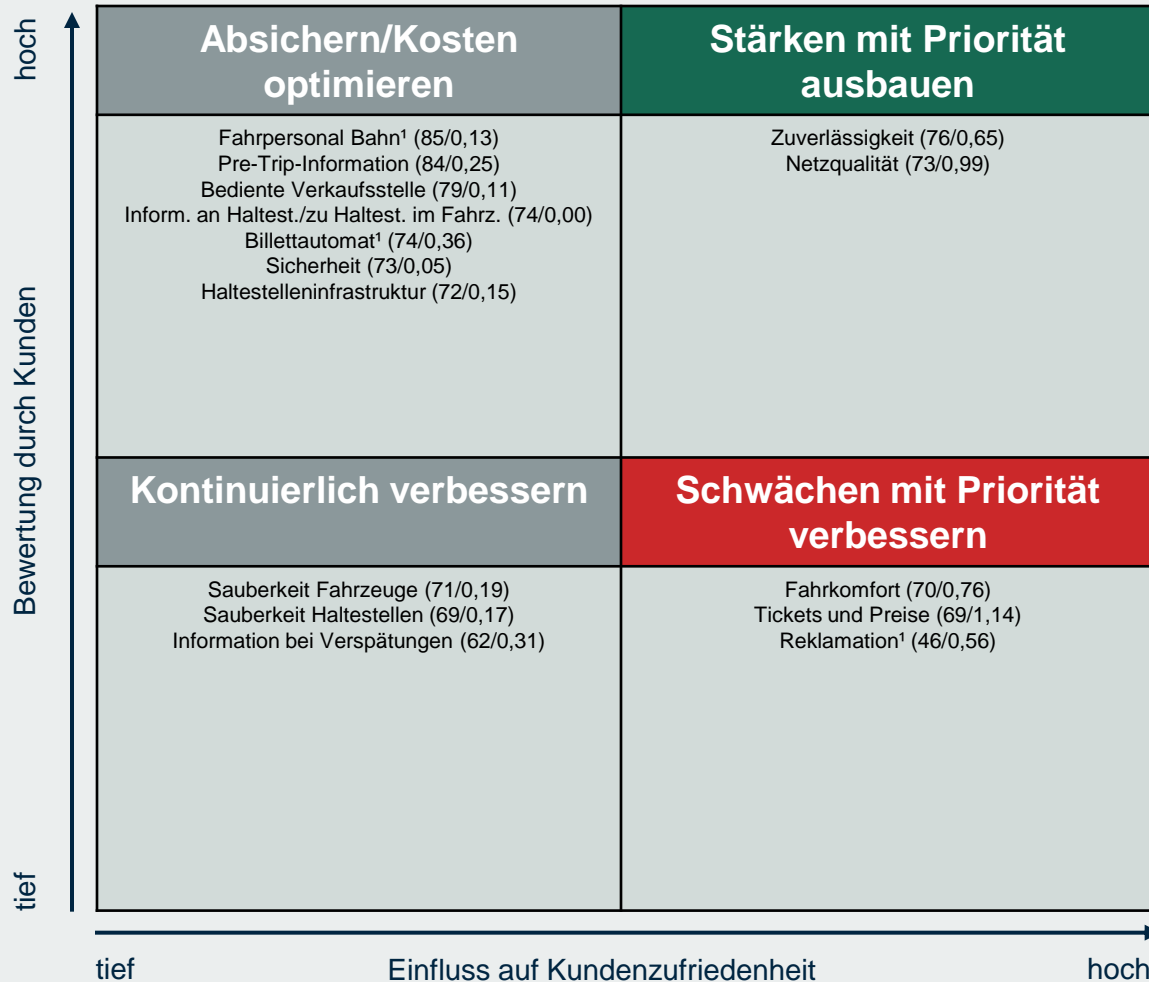 hoch
Bewertung durch Kunden
tief
Absichern/Kosten
optimieren
Fahrpersonal Bahn¹ (85/0,13)
Pre-Trip-Information (84/0,25)
Bediente Verkaufsstelle (79/0,11)
Inform. an Haltest./zu Haltest. im Fahrz. (74/0,00)
Billettautomat¹ (74/0,36)
Sicherheit (73/0,05)
Haltestelleninfrastruktur (72/0,15)
Stärken mit Priorität
ausbauen
Zuverlässigkeit (76/0,65)
Netzqualität (73/0,99)
Kontinuierlich verbessern
Sauberkeit Fahrzeuge (71/0,19)
Sauberkeit Haltestellen (69/0,17)
Information bei Verspätungen (62/0,31)
Schwächen mit Priorität
verbessern
Fahrkomfort (70/0,76)
Tickets und Preise (69/1,14)
Reklamation¹ (46/0,56)
tief
Einfluss auf Kundenzufriedenheit
hoch